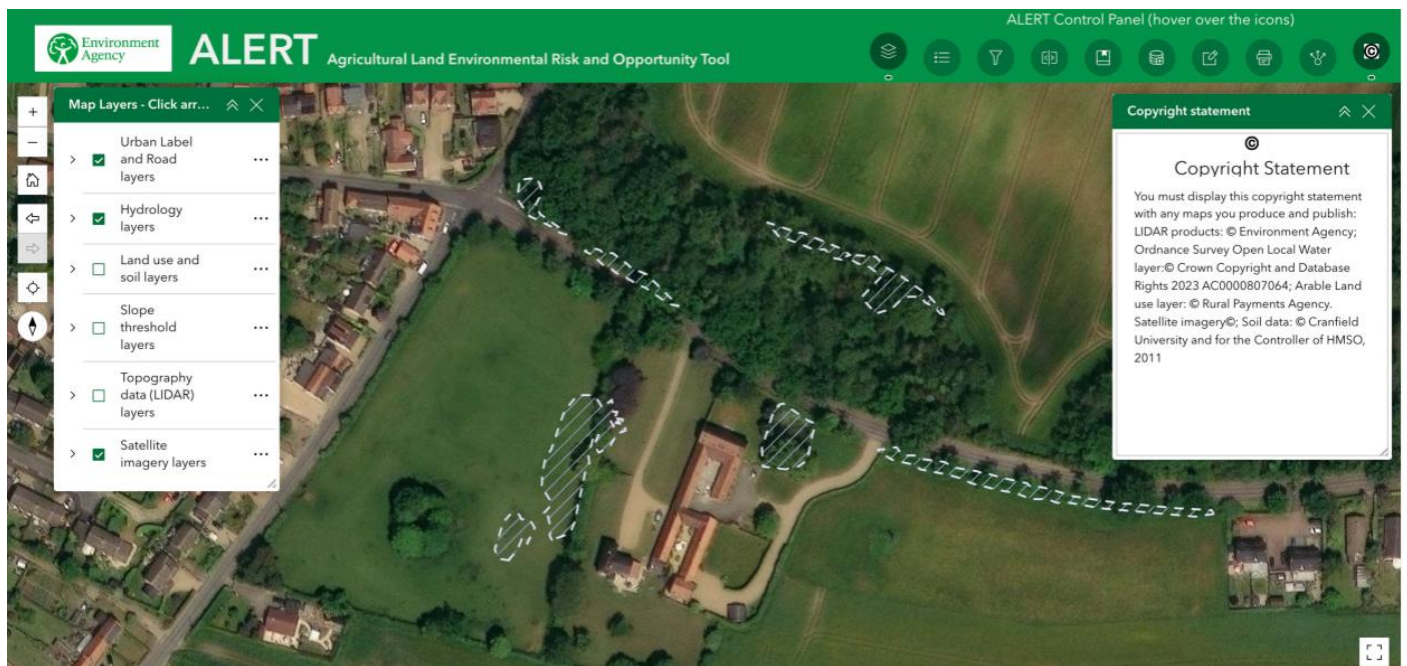 ALERT Control Panel (hover over the icons)
Environment
Agency
ALERT Agricultural Land Environmental Risk and Opportunity Tool
Map Layers - Click arr...
Urban Label
and Road
layers
Hydrology
layers
Land use and
soil layers
Slope
threshold
layers
Topography
data (LIDAR)
layers
Satellite
imagery layers
Copyright statement
©
Copyright Statement
You must display this copyright statement
with any maps you produce and publish:
LIDAR products: © Environment Agency;
Ordnance Survey Open Local Water
layer:© Crown Copyright and Database
Rights 2023 AC0000807064; Arable Land
use layer: © Rural Payments Agency.
Satellite imagery©; Soil data: © Cranfield
University and for the Controller of HMSO,
2011